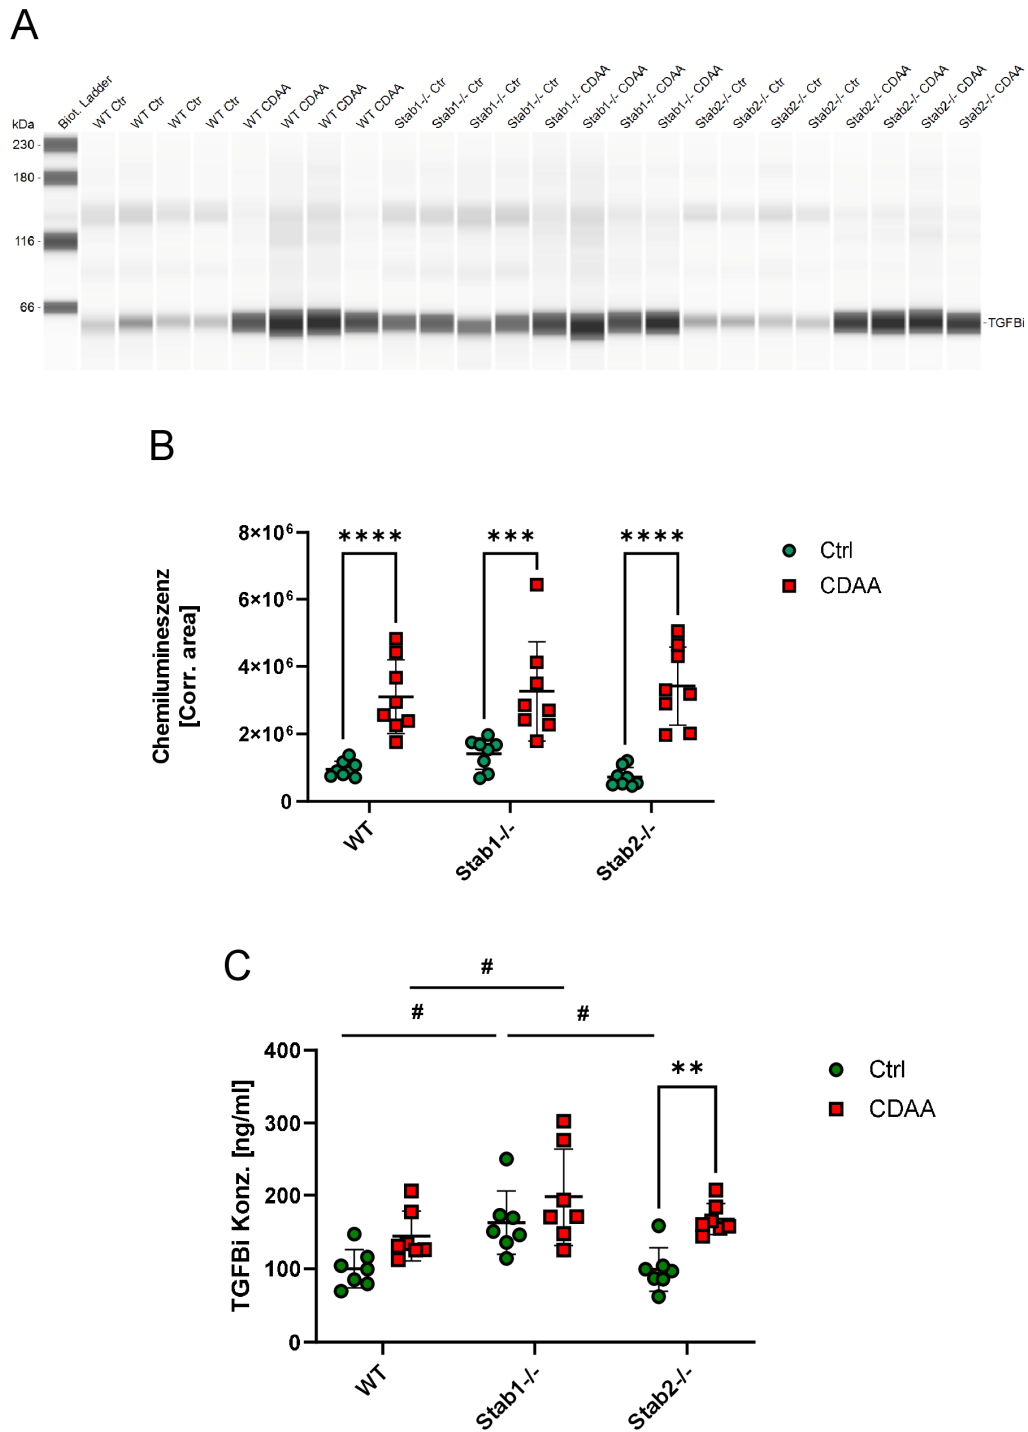 A
Biot. Ladder
WT Ctr
WT Ctr
WT Ctr
WT Ctr
WT CDAA
WT CDAA
WT CDAA
WT CDAA
Stab1-/- Ctr
Stab1-/- Ctr
Stab1-/- Ctr
Stab1-/- Ctr
Stab1-/- CDAA
Stab1-/- CDAA
Stab1-/- CDAA
Stab1-/- CDAA
Stab2-/- Ctr
Stab2-/- Ctr
Stab2-/- Ctr
Stab2-/- Ctr
Stab2-/- CDAA
Stab2-/- CDAA
Stab2-/- CDAA
Stab2-/- CDAA
kDa
230 -
180 -
116 -
66 -
-TGFBi
B
Chemilumineszenz
[Corr. area]
8×10⁶
6×10⁶
4×10⁶
2×10⁶
0
****
***
****
Ctrl
CDAA
WT
Stab1-/-
Stab2-/-
C
#
#
#
TGFBi Konz. [ng/ml]
400
300
200
100
0
**
Ctrl
CDAA
WT
Stab1-/-
Stab2-/-